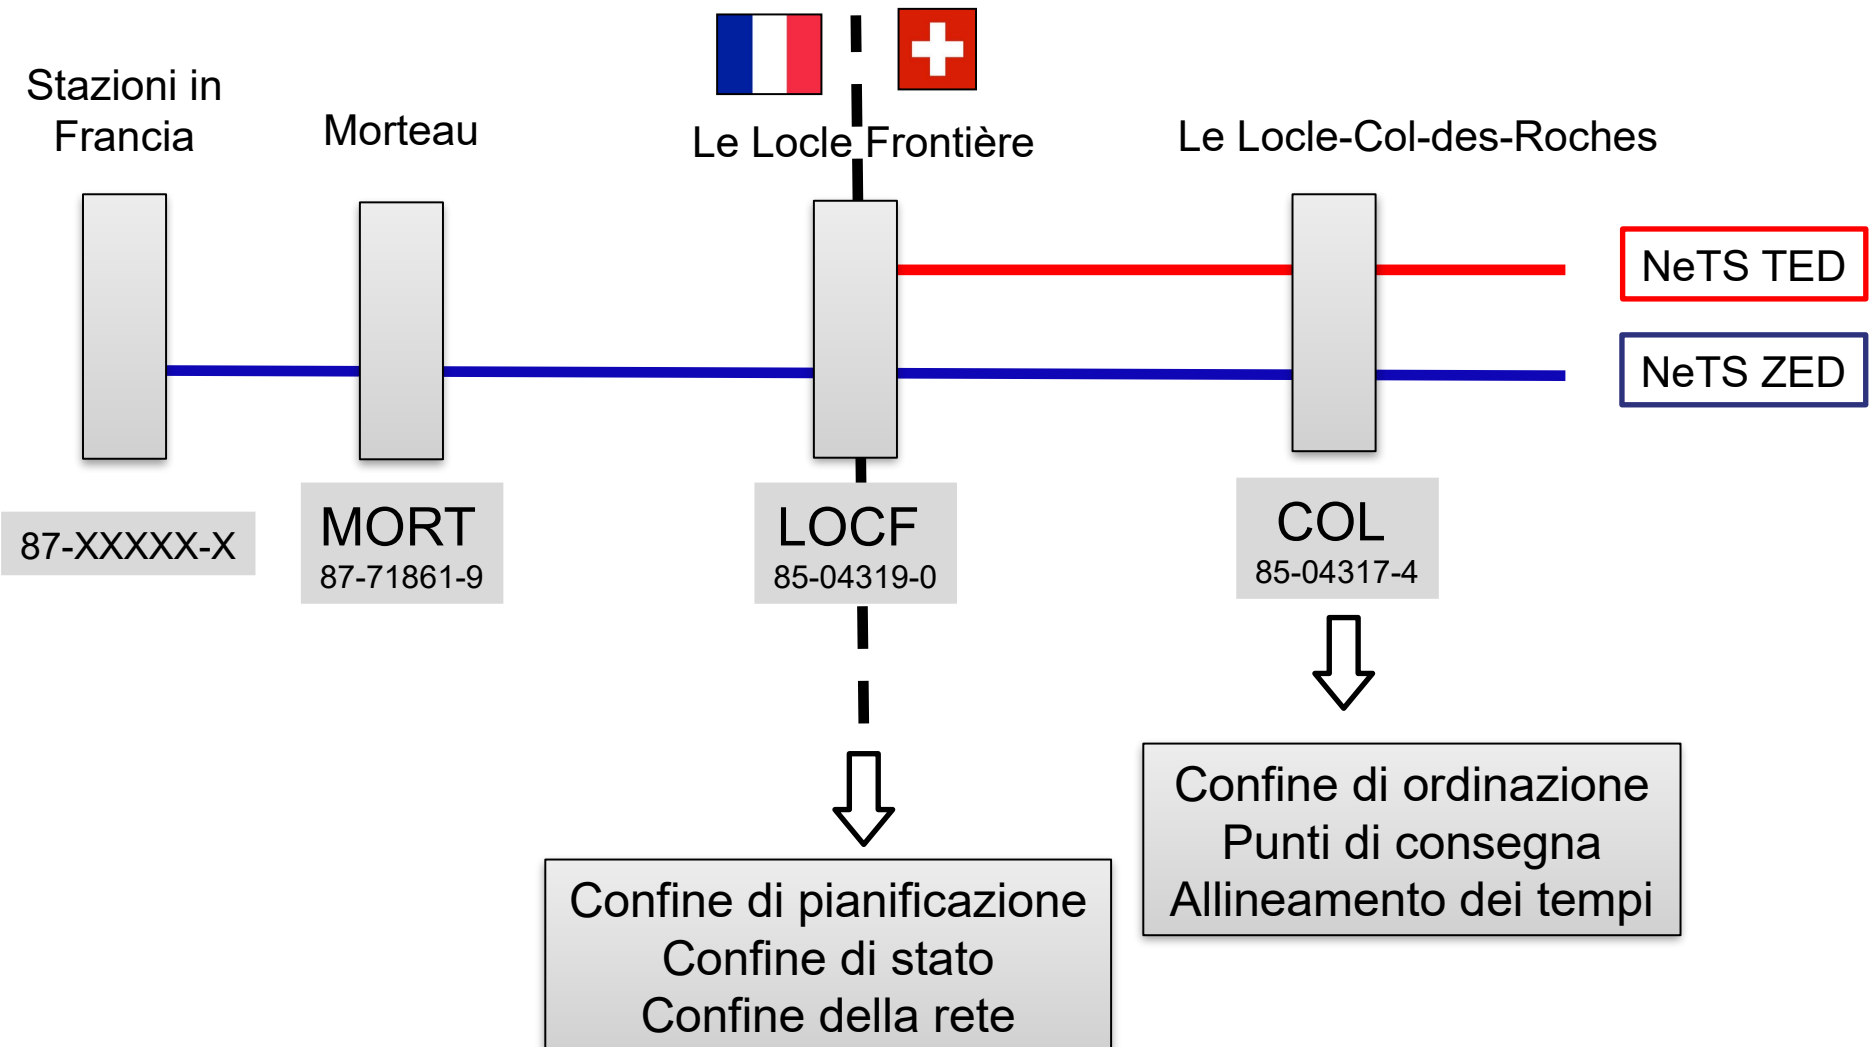 Stazioni in
Francia
Morteau
Le Locle Frontière
Le Locle-Col-des-Roches
NeTS TED
NeTS ZED
87-XXXXX-X
MORT
87-71861-9
LOCF
85-04319-0
COL
85-04317-4
Confine di ordinazione
Punti di consegna
Allineamento dei tempi
Confine di pianificazione
Confine di stato
Confine della rete